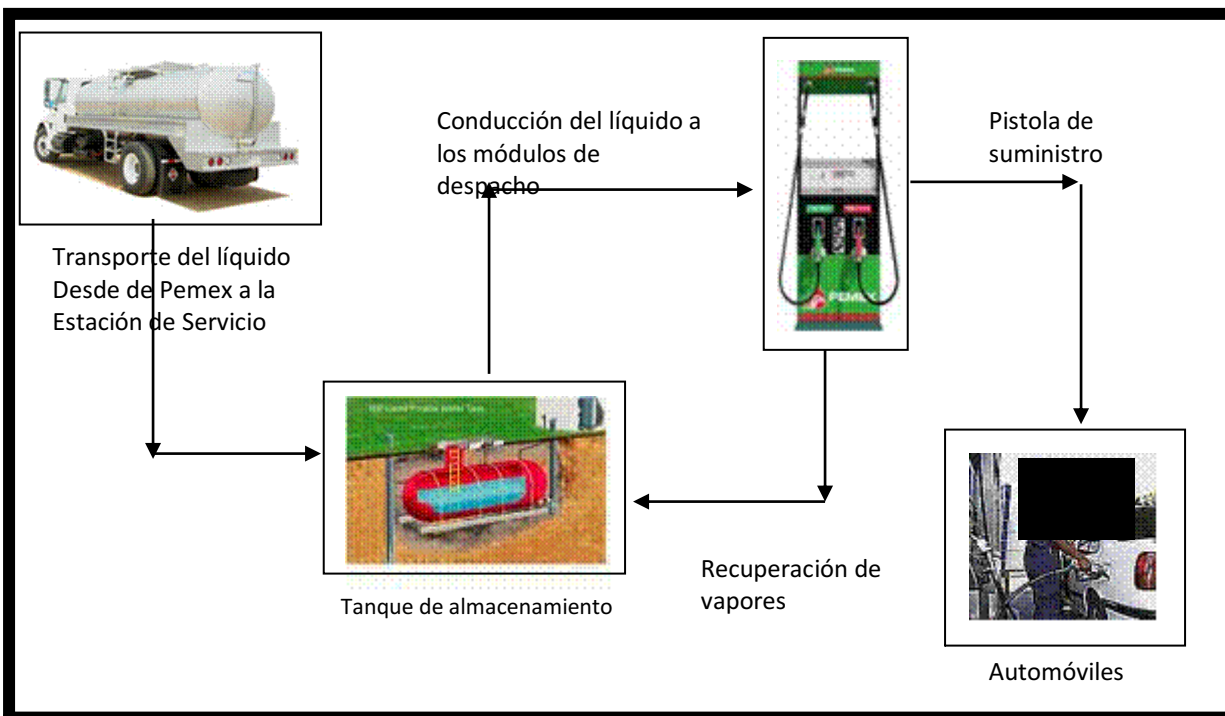 Transporte del líquido
Desde de Pemex a la
Estación de Servicio
Conducción del líquido a
los módulos de
despacho
PEMEX
Pistola de
suministro
Tanque de almacenamiento
Recuperación de
vapores
Automóviles